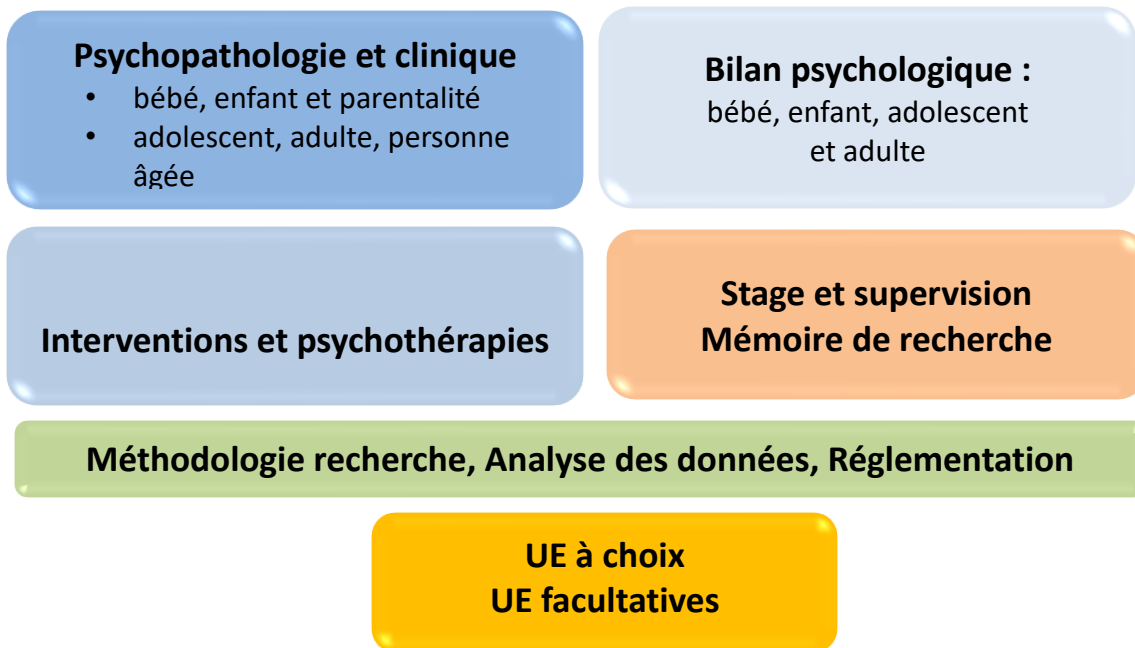 Psychopathologie et clinique
• bébé, enfant et parentalité
• adolescent, adulte, personne
âgée
Bilan psychologique :
bébé, enfant, adolescent
et adulte
Interventions et psychothérapies
Stage et supervision
Mémoire de recherche
Méthodologie recherche, Analyse des données, Réglementation
UE à choix
UE facultatives